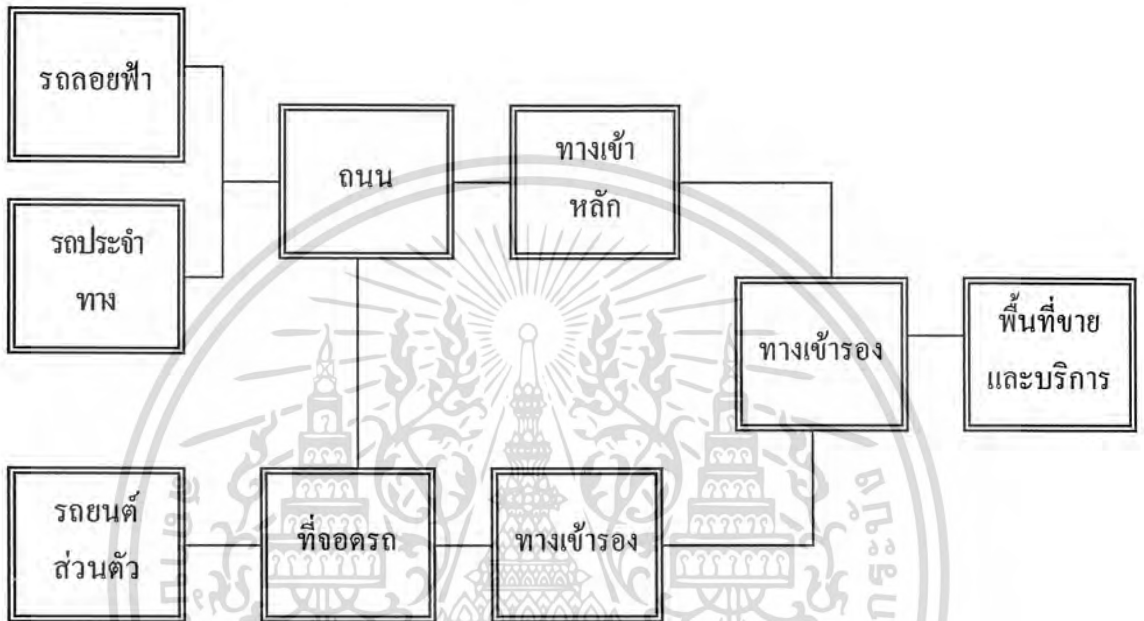 รถลอยฟ้า
ถนน
ทางเข้า
หลัก
รถประจำ
ทาง
ทางเข้ารอง
พื้นที่ขาย
และบริการ
รถยนต์
ส่วนตัว
ที่จอดรถ
ทางเข้ารอง